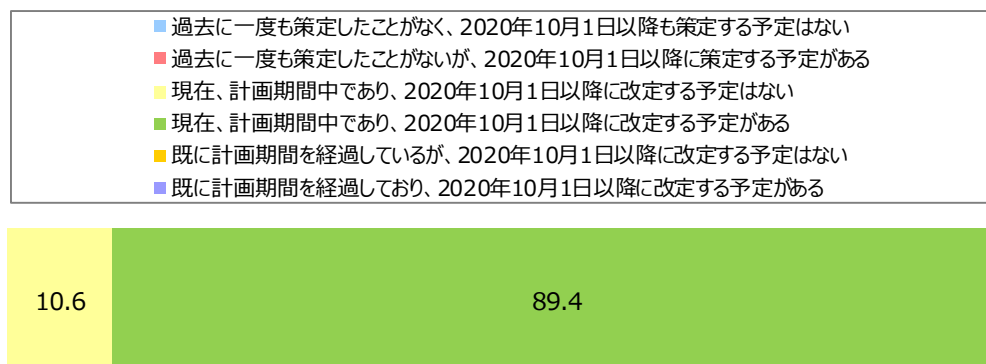 過去に一度も策定したことがなく、2020年10月1日以降も策定する予定はない
過去に一度も策定したことがないが、2020年10月1日以降に策定する予定がある
現在、計画期間中であり、2020年10月1日以降に改定する予定はない
現在、計画期間中であり、2020年10月1日以降に改定する予定がある
既に計画期間を経過しているが、2020年10月1日以降に改定する予定はない
既に計画期間を経過しており、2020年10月1日以降に改定する予定がある
10.6 89.4